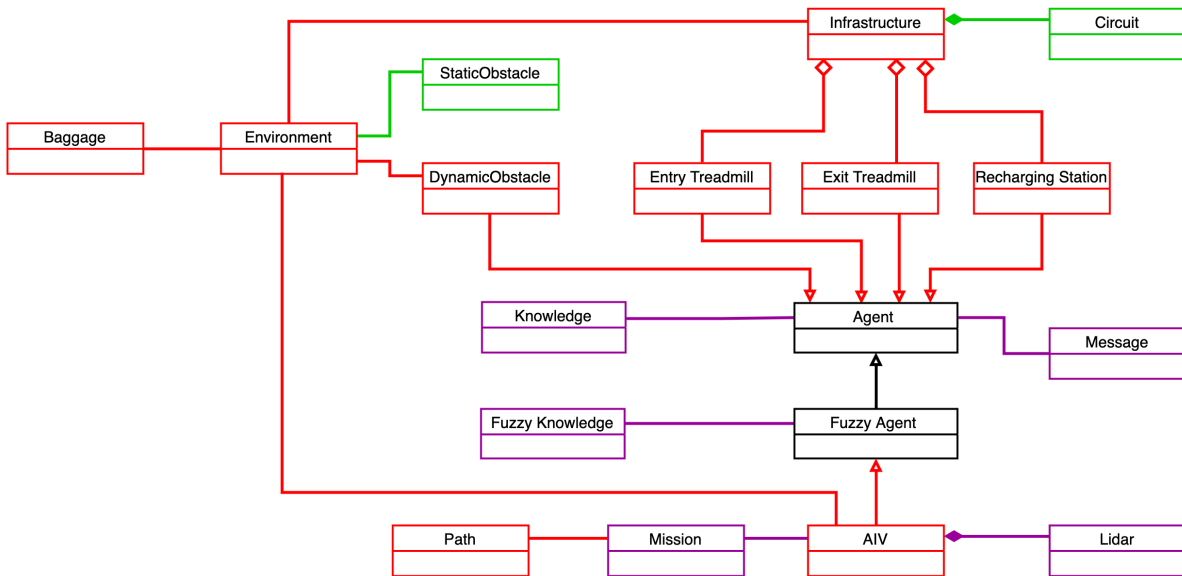 Infrastructure
Circuit
StaticObstacle
Baggage
Environment
DynamicObstacle
Entry Treadmill
Exit Treadmill
Recharging Station
Knowledge
Agent
Message
Fuzzy Knowledge
Fuzzy Agent
Path
Mission
AIV
Lidar